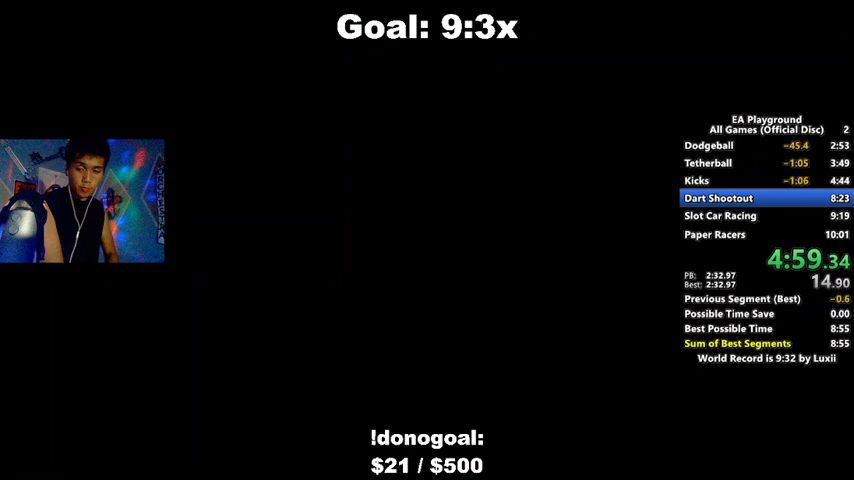 Goal: 9:3x
EA Playground
All Games (Official Disc) 2
Dodgeball −45.4 2:53
Tetherball −1:05 3:49
Kicks −1:06 4:44
Dart Shootout 8:23
Slot Car Racing 9:19
Paper Racers 10:01
4:59.34
PB: 2:32.97
Best: 2:32.97
14.90
Previous Segment (Best) −0.6
Possible Time Save 0.00
Best Possible Time 8:55
Sum of Best Segments 8:55
World Record is 9:32 by Luxii
!donogoal:
$21 / $500